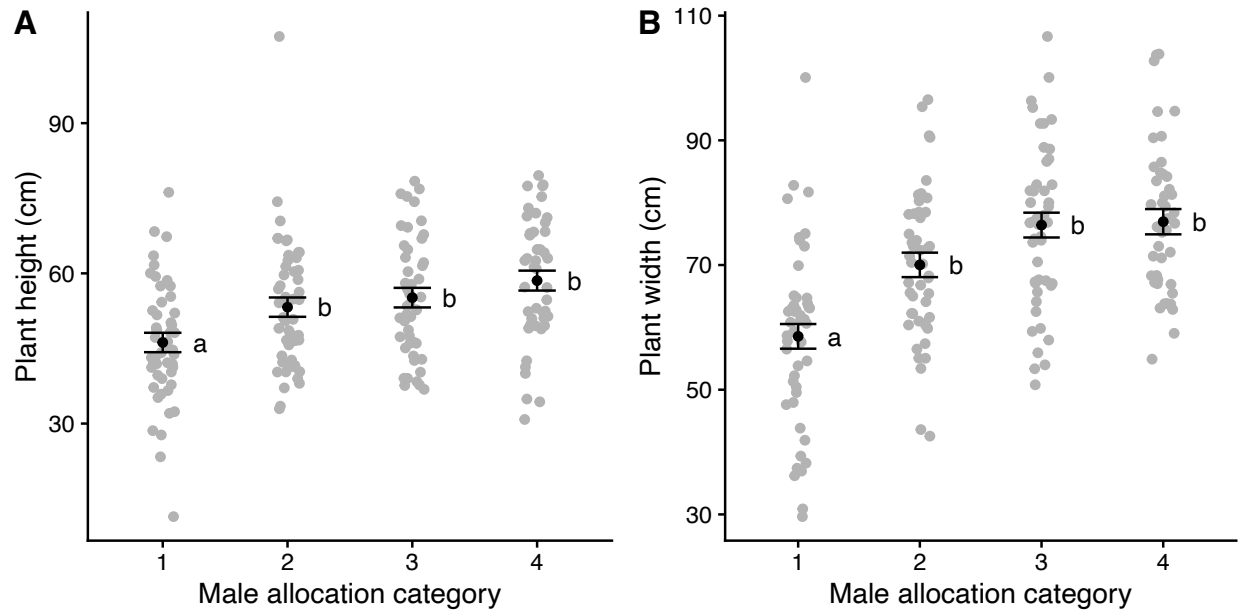 A
Plant height (cm)
90
60
30
a
b
b
b
1 2 3 4
Male allocation category
B
Plant width (cm)
110
90
70
50
30
a
b
b
b
1 2 3 4
Male allocation category